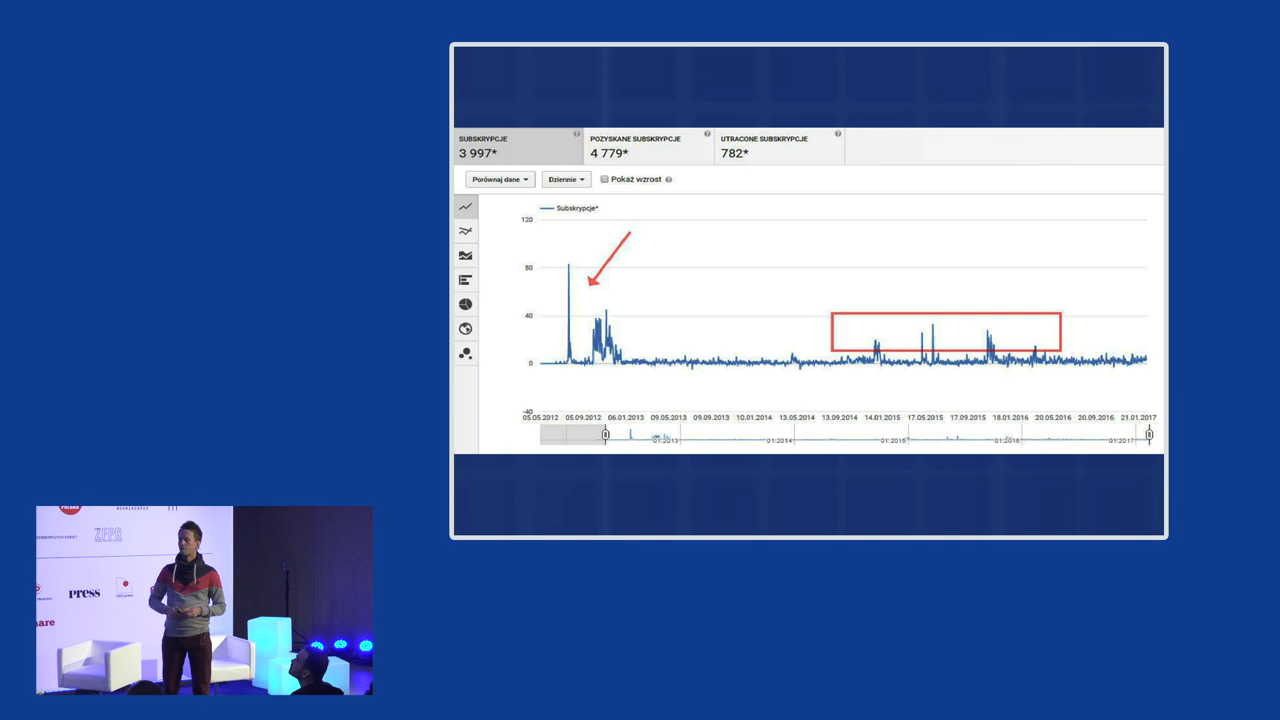 SUBSKRYPCJE
3 997*
POZYSKANE SUBSKRYPCJE
4 779*
UTRACONE SUBSKRYPCJE
782*
Porównaj dane
Dziennie
Pokaż wzrost
Subskrypcje*
120
80
40
0
-40
05.05.2012 05.09.2012 06.01.2013 09.05.2013 09.09.2013 10.01.2014 13.05.2014 13.09.2014 14.01.2015 17.05.2015 17.09.2015 18.01.2016 20.05.2016 20.09.2016 21.01.2017
01.2013 01.2014 01.2015 01.2016 01.2017
accelerator
ZFPR
press